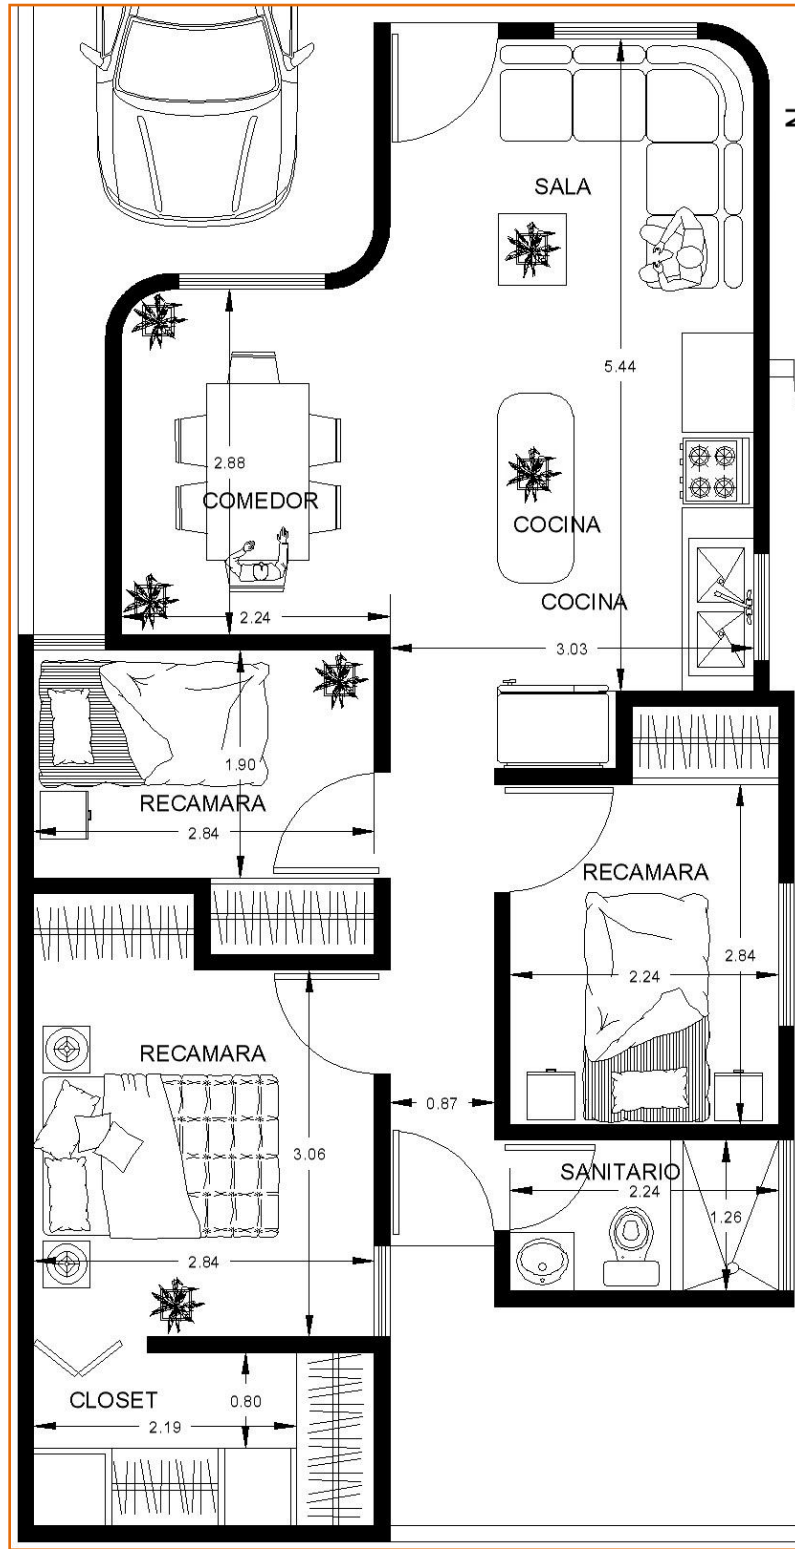 N
SALA
5.44
2.88
COMEDOR
COCINA
COCINA
2.24
3.03
1.90
RECAMARA
2.84
RECAMARA
2.84
2.24
RECAMARA
0.87
3.06
SANITARIO
2.24
1.26
2.84
CLOSET
0.80
2.19